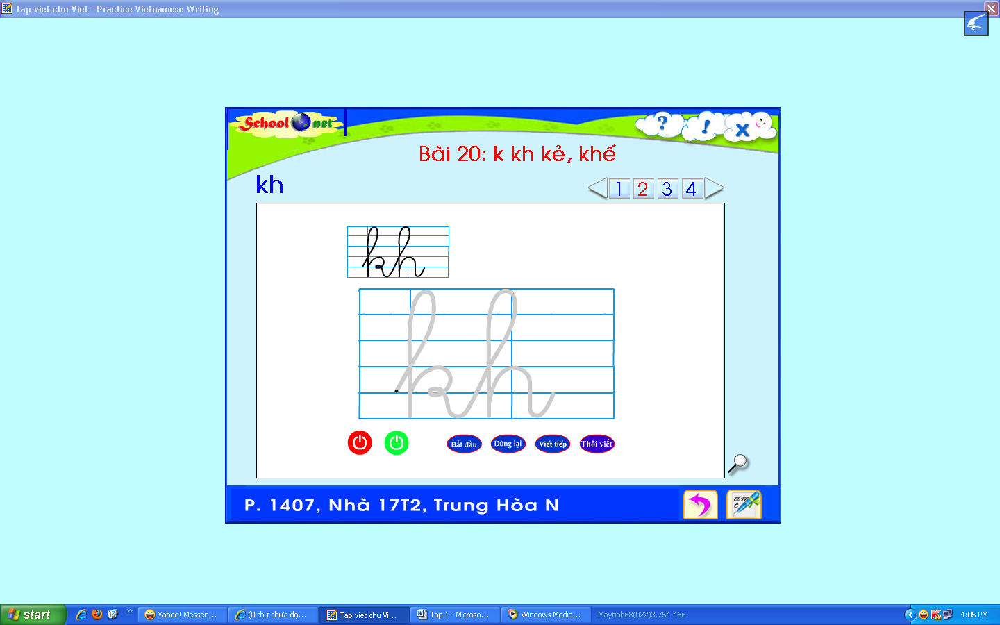 Tap viet chu Viet - Practice Vietnamese Writing
School net
? ! x
Bài 20: k kh kẻ, khế
kh
1 2 3 4
kh
kh
Bắt đầu Dừng lại Viết tiếp Thôi viết
P. 1407, Nhà 17T2, Trung Hòa N
start Yahoo! Messen... (0 thư chưa đọ... Tap viet chu Vi... Tap 1 - Microso... Windows Media... Maytinh68(022)3.754.466 4:05 PM